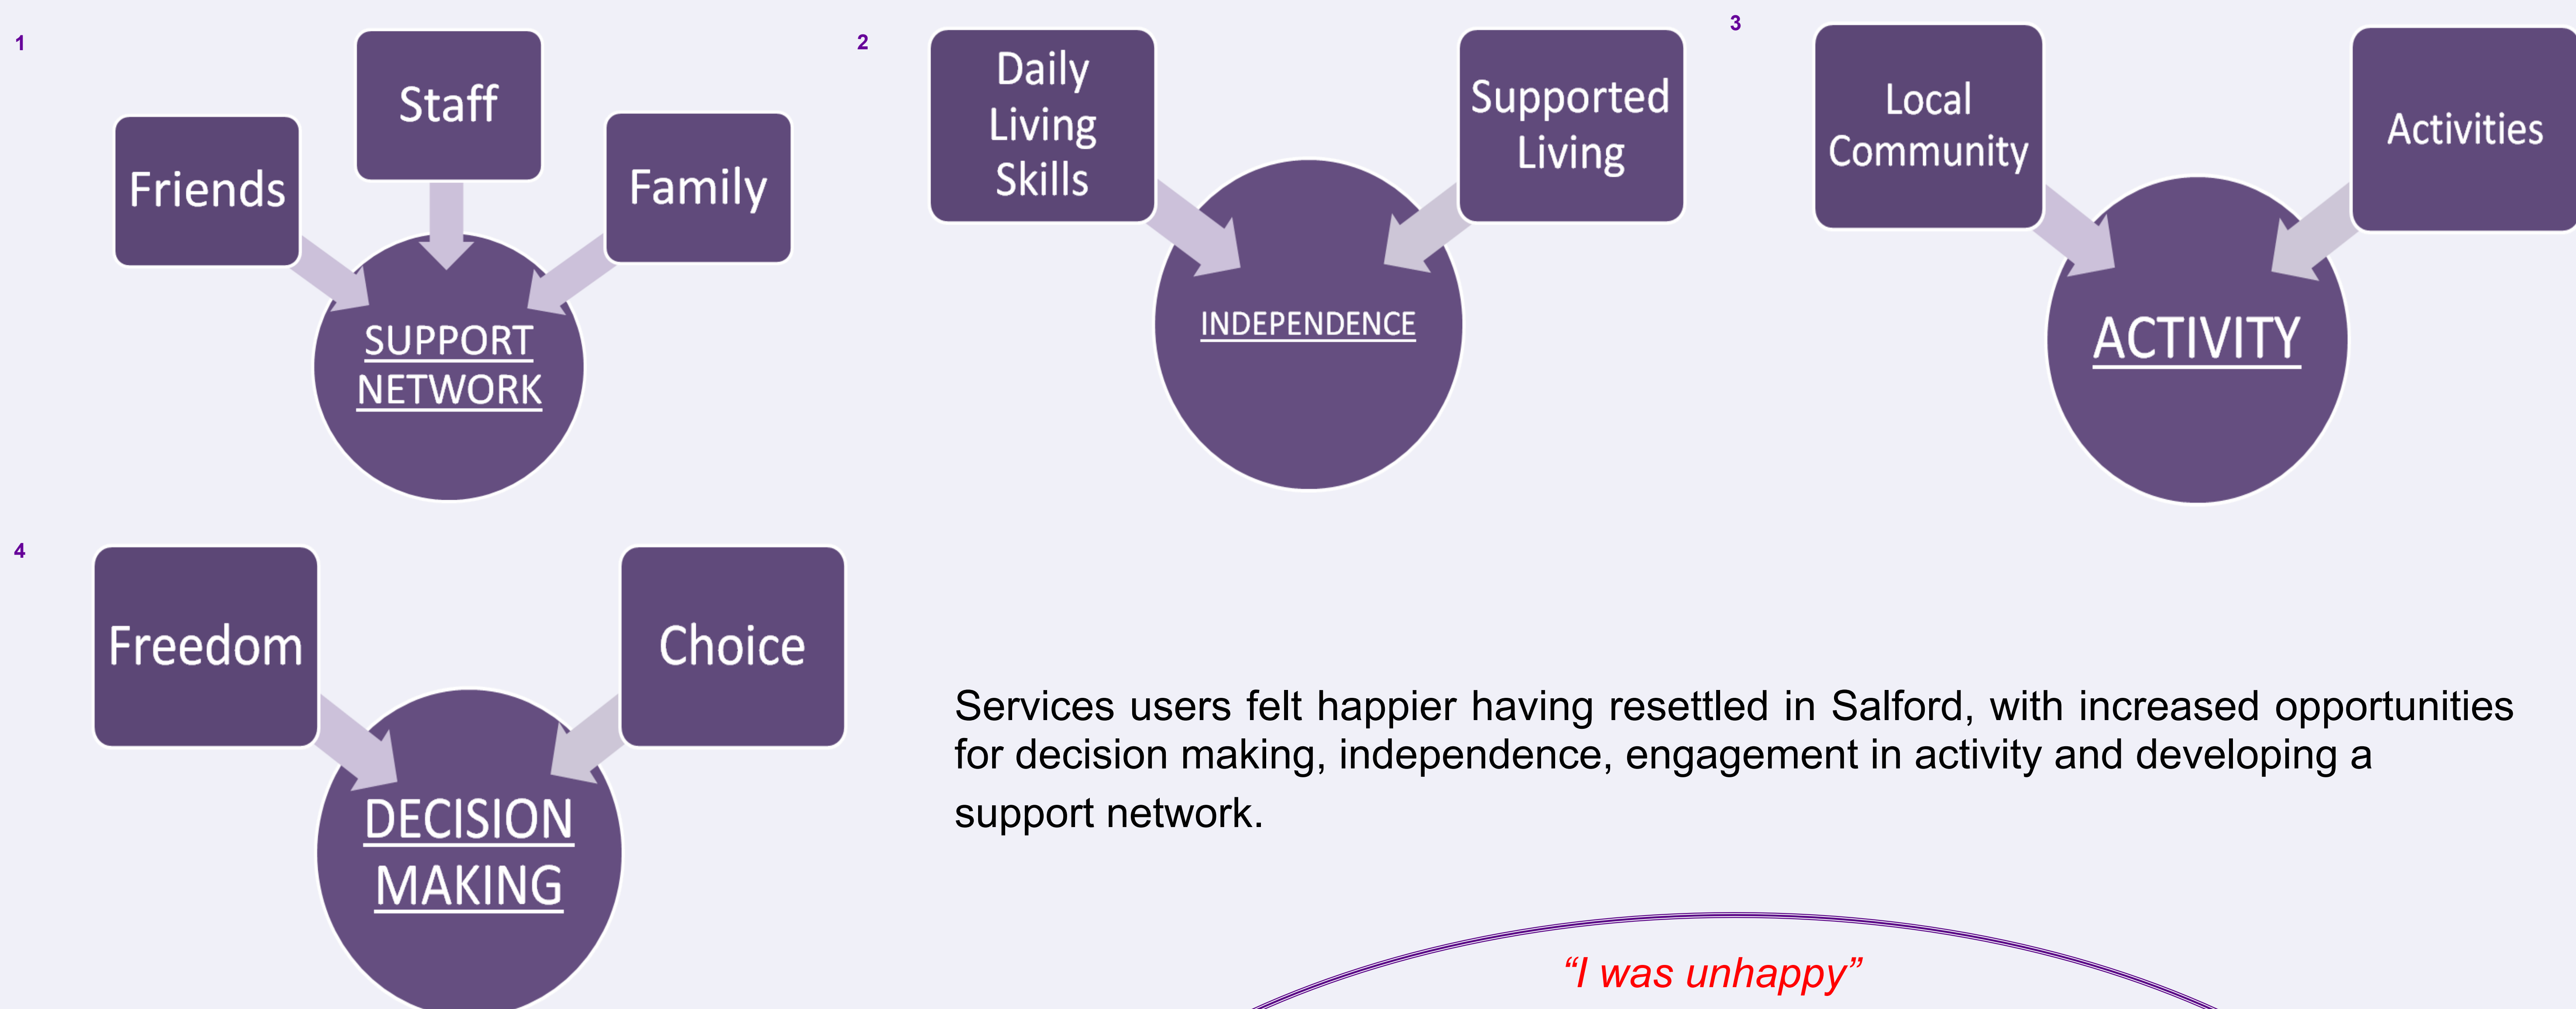 1
Friends
Staff
Family
SUPPORT
NETWORK
2
Daily
Living
Skills
Supported
Living
INDEPENDENCE
3
Local
Community
Activities
ACTIVITY
4
Freedom
Choice
DECISION
MAKING
Services users felt happier having resettled in Salford, with increased opportunities
for decision making, independence, engagement in activity and developing a
support network.
“I was unhappy”